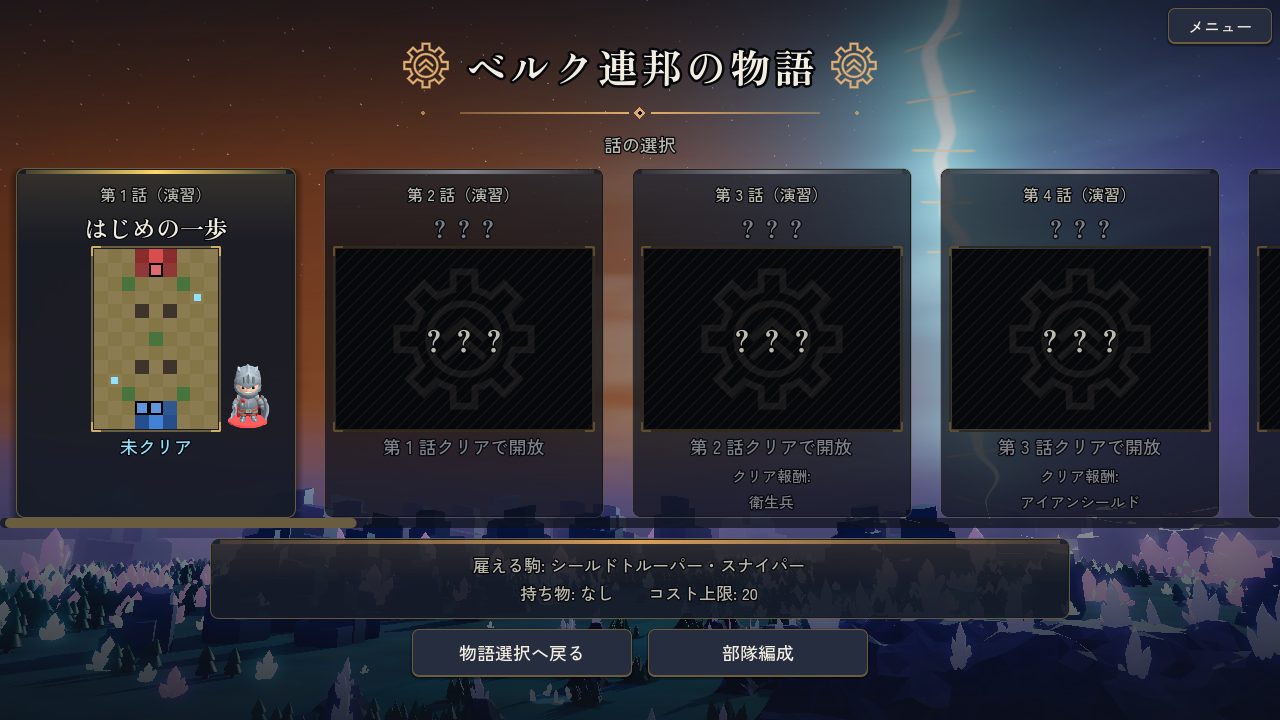 メニュー
ベルク連邦の物語
話の選択
第1話（演習）
はじめの一歩
未クリア
第2話（演習）
？？？
？？？
第1話クリアで開放
第3話（演習）
？？？
？？？
第2話クリアで開放
クリア報酬:
衛生兵
第4話（演習）
？？？
？？？
第3話クリアで開放
クリア報酬:
アイアンシールド
雇える駒: シールドトルーパー・スナイパー
持ち物: なし　コスト上限: 20
物語選択へ戻る
部隊編成